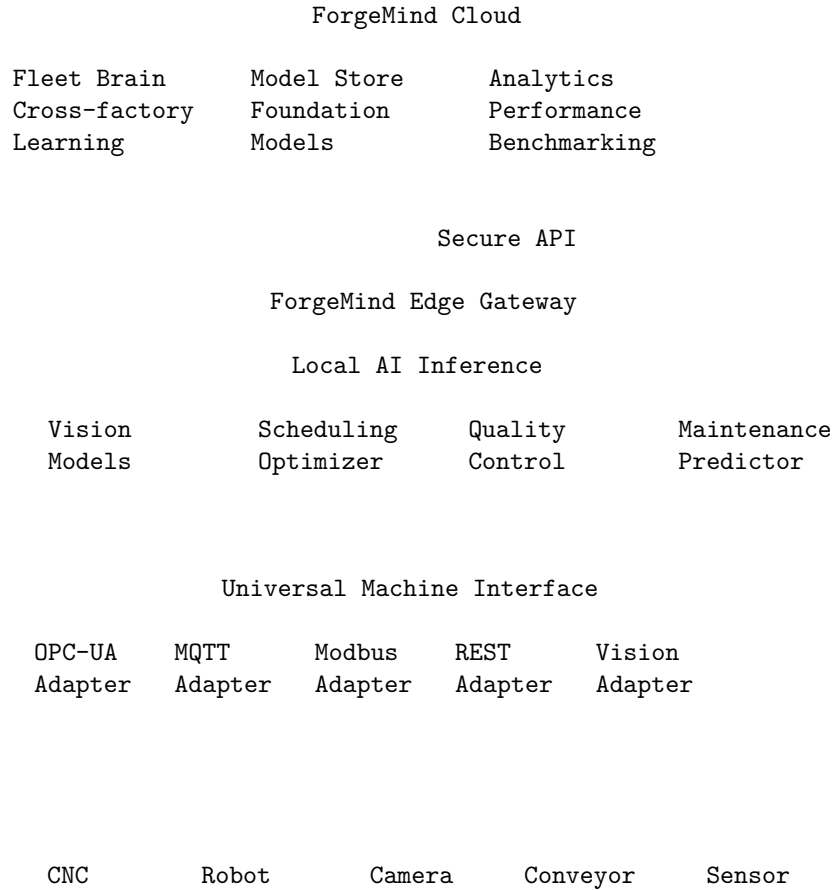 ForgeMind Cloud
Fleet Brain Model Store Analytics
Cross-factory Foundation Performance
Learning Models Benchmarking
Secure API
ForgeMind Edge Gateway
Local AI Inference
Vision Scheduling Quality Maintenance
Models Optimizer Control Predictor
Universal Machine Interface
OPC-UA MQTT Modbus REST Vision
Adapter Adapter Adapter Adapter Adapter
CNC Robot Camera Conveyor Sensor